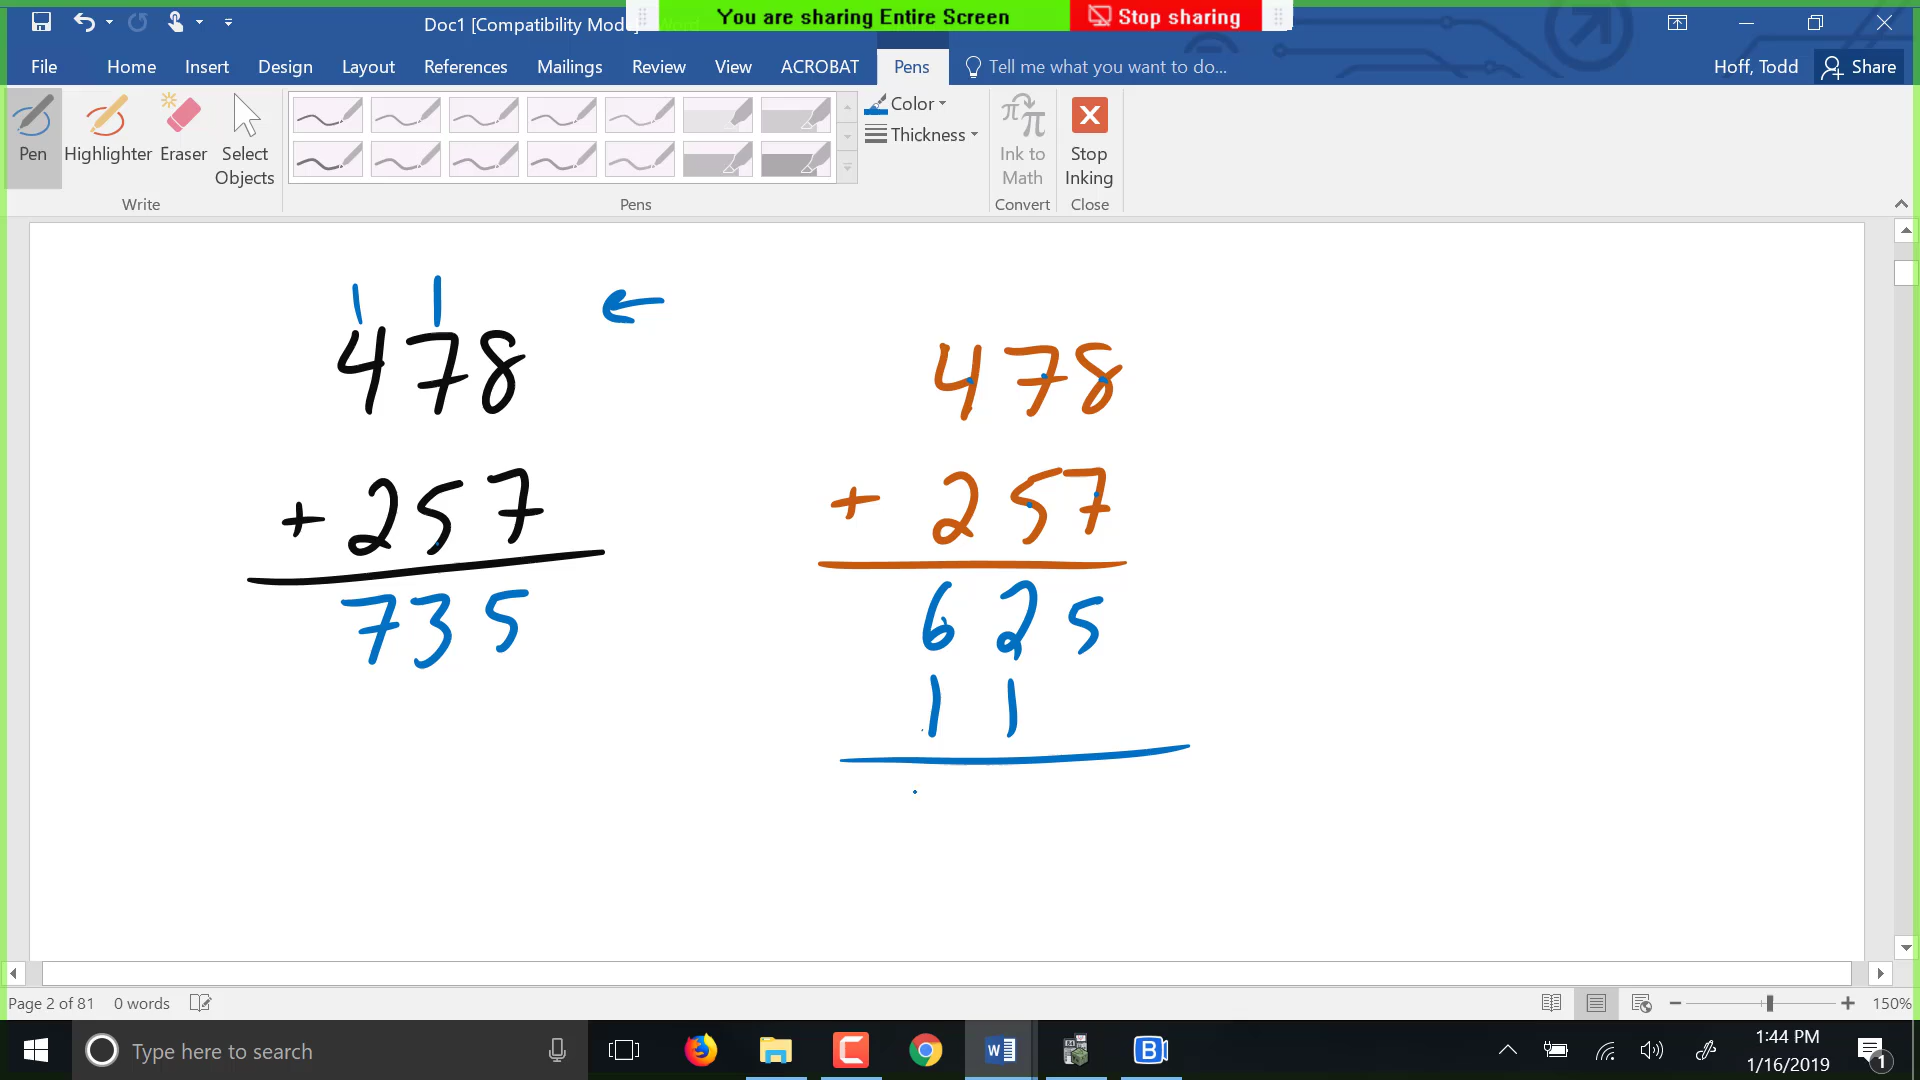 Doc1 [Compatibility Mod
You are sharing Entire Screen
Stop sharing
File Home Insert Design Layout References Mailings Review View ACROBAT Pens Tell me what you want to do... Hoff, Todd Share
Pen Highlighter Eraser Select Objects
Write
Pens
Color
Thickness
Ink to Math
Convert
Stop Inking
Close
1 1
478
+ 257
735
478
+ 257
625
1 1
Page 2 of 81 0 words 150%
Type here to search
1:44 PM
1/16/2019
1